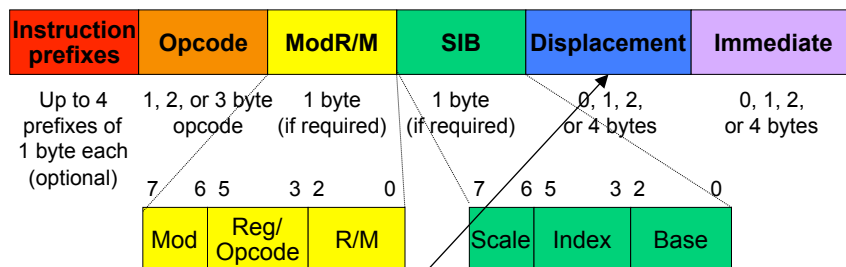 Instruction prefixes Opcode ModR/M SIB Displacement Immediate
Up to 4 prefixes of 1 byte each (optional)
1, 2, or 3 byte opcode
1 byte (if required)
1 byte (if required)
0, 1, 2, or 4 bytes
0, 1, 2, or 4 bytes
7 6 5 3 2 0
7 6 5 3 2 0
Mod Reg/Opcode R/M
Scale Index Base